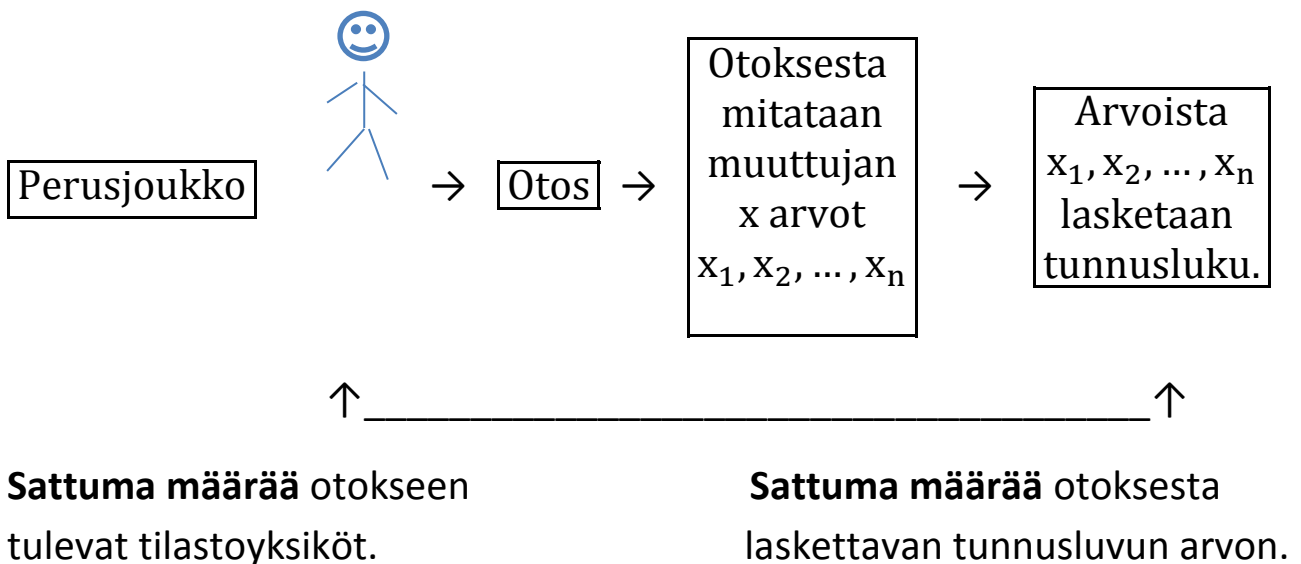 Perusjoukko
→
Otos
→
Otoksesta
mitataan
muuttujan
x arvot
x₁, x₂, … , xₙ
→
Arvoista
x₁, x₂, … , xₙ
lasketaan
tunnusluku.
↑_____________________________________↑
Sattuma määrää otokseen
tulevat tilastoyksiköt.
Sattuma määrää otoksesta
laskettavan tunnusluvun arvon.